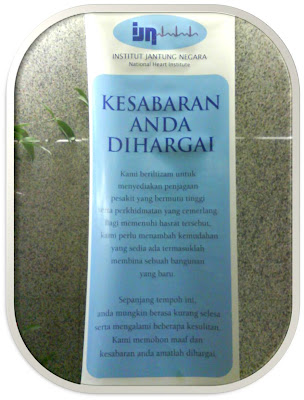 ijn
INSTITUT JANTUNG NEGARA
National Heart Institute
KESABARAN
ANDA
DIHARGAI
Kami berihizam untuk
menyediakan penjagaan
pesakit yang bermutu tinggi
serta perkhidmatan yang cemerlang.
Bagi memenuhi hasrat tersebut,
kami perlu menambah kemudahan
yang sedia ada termasuklah
membina sebuah bangunan
yang baru.
Sepanjang tempoh ini,
anda mungkin berasa kurang selesa
serta mengalami beberapa kesulitan.
Kami memohon maaf dan
kesabaran anda amatlah dihargai.